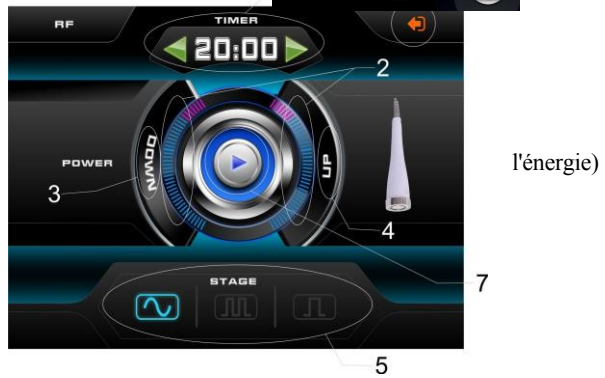 RF
TIMER
20:00
2
POWER
DOWN
UP
l'énergie)
3
4
7
STAGE
5